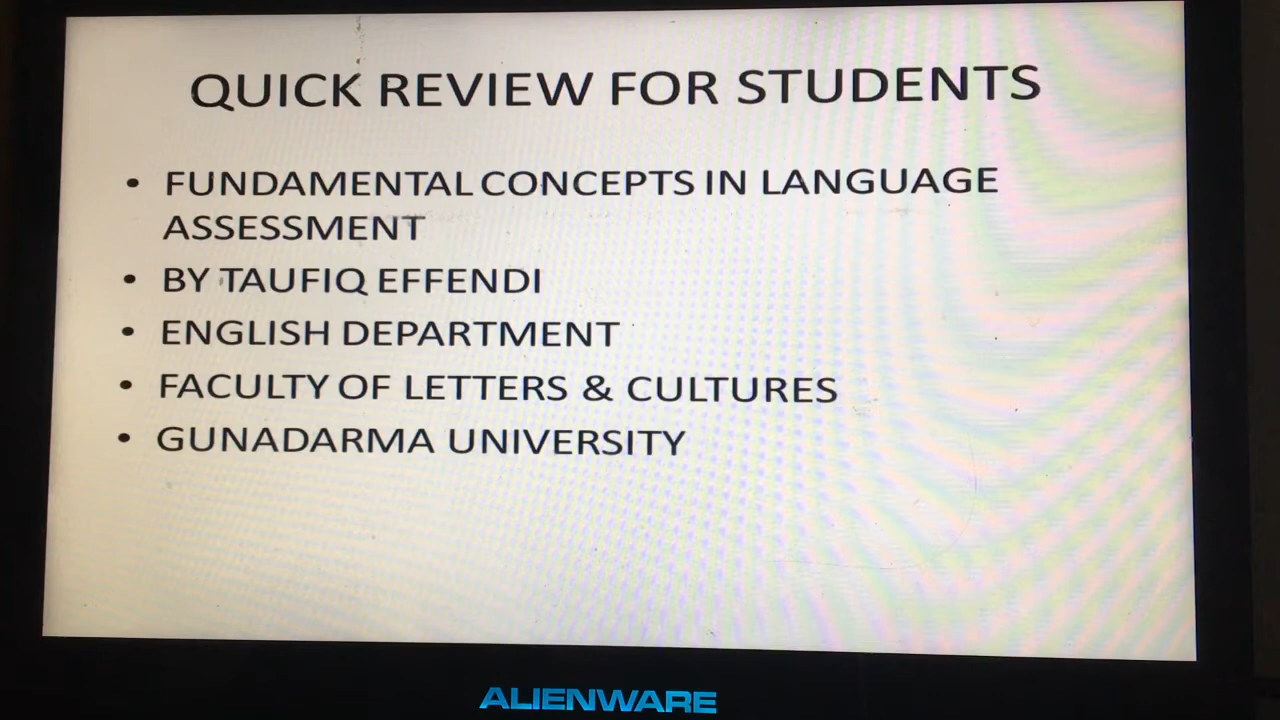 QUICK REVIEW FOR STUDENTS
• FUNDAMENTAL CONCEPTS IN LANGUAGE
ASSESSMENT
• BY TAUFIQ EFFENDI
• ENGLISH DEPARTMENT
• FACULTY OF LETTERS & CULTURES
• GUNADARMA UNIVERSITY
ALIENWARE